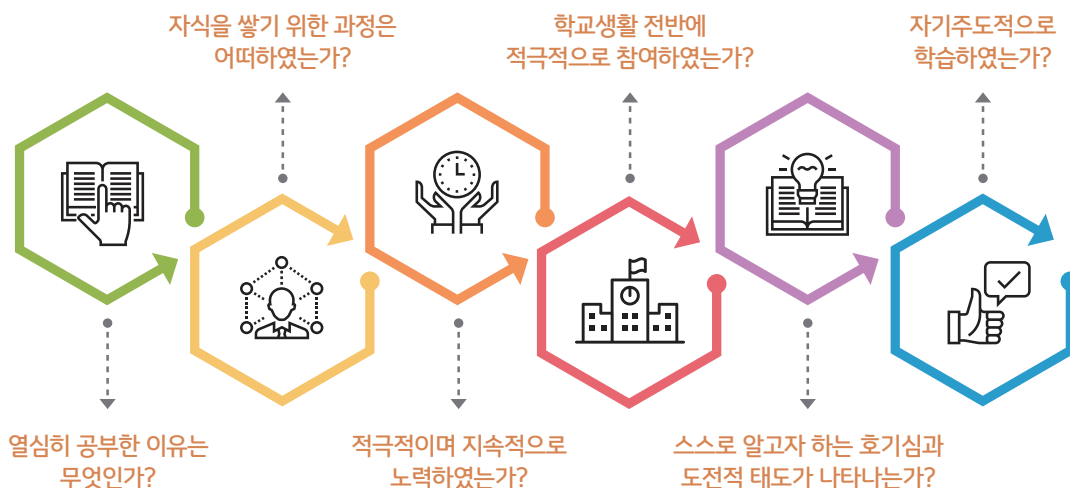 자식을 쌓기 위한 과정은
어떠하였는가?
학교생활 전반에
적극적으로 참여하였는가?
자기주도적으로
학습하였는가?
열심히 공부한 이유는
무엇인가?
적극적이며 지속적으로
노력하였는가?
스스로 알고자 하는 호기심과
도전적 태도가 나타나는가?